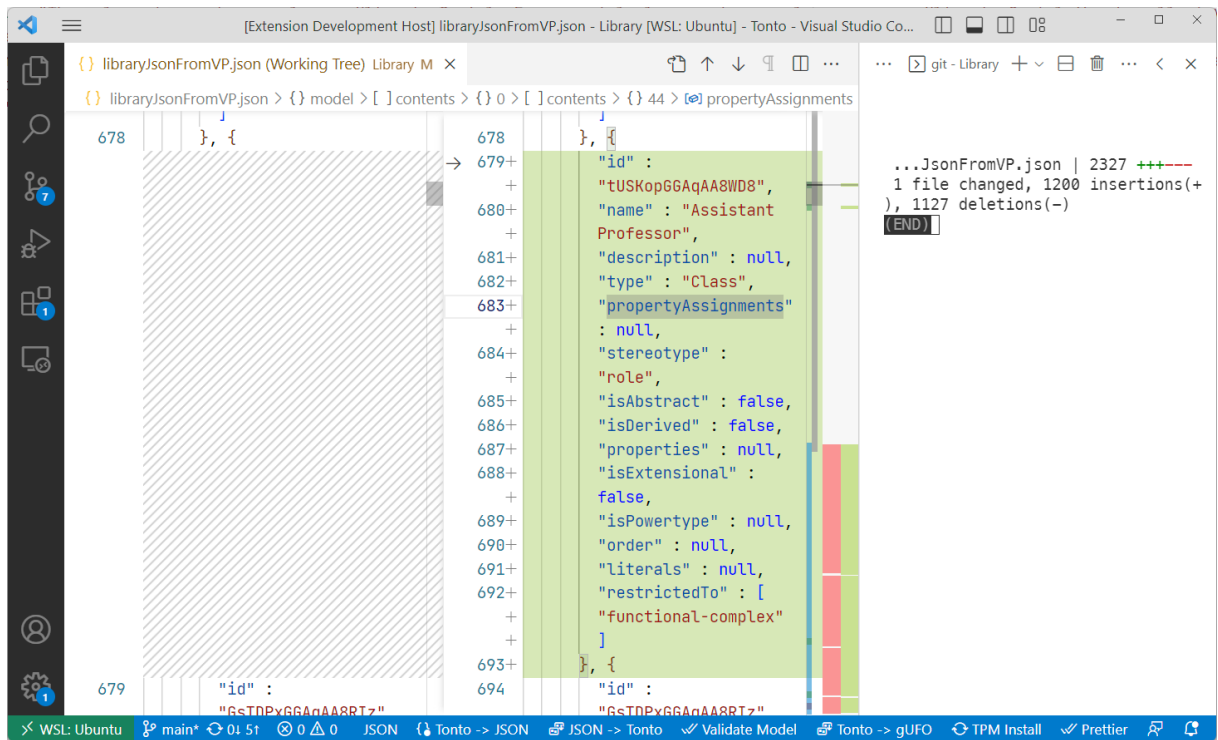 [Extension Development Host] libraryJsonFromVP.json - Library [WSL: Ubuntu] - Tonto - Visual Studio Co...
{} libraryJsonFromVP.json (Working Tree) Library M
git - Library
{} libraryJsonFromVP.json > {} model > [ ] contents > {} 0 > [ ] contents > {} 44 > propertyAssignments
]
678 }, {
]
678 }, {
679+ "id" :
+ "tUSKopGGAqAA8WD8",
680+ "name" : "Assistant
+ Professor",
681+ "description" : null,
682+ "type" : "Class",
683+ "propertyAssignments"
+ : null,
684+ "stereotype" :
+ "role",
685+ "isAbstract" : false,
686+ "isDerived" : false,
687+ "properties" : null,
688+ "isExtensional" :
+ false,
689+ "isPowertype" : null,
690+ "order" : null,
691+ "literals" : null,
692+ "restrictedTo" : [
+ "functional-complex"
+ ]
693+ }, {
679 "id" :
"GsTDPxGGAqAA8RIz"
694 "id" :
"GsTDPxGGAqAA8RIz"
...JsonFromVP.json | 2327 +++---
1 file changed, 1200 insertions(+
), 1127 deletions(-)
(END)
7
1
1
WSL: Ubuntu main* 0↓ 5↑ 0 0 JSON Tonto -> JSON JSON -> Tonto Validate Model Tonto -> gUFO TPM Install Prettier